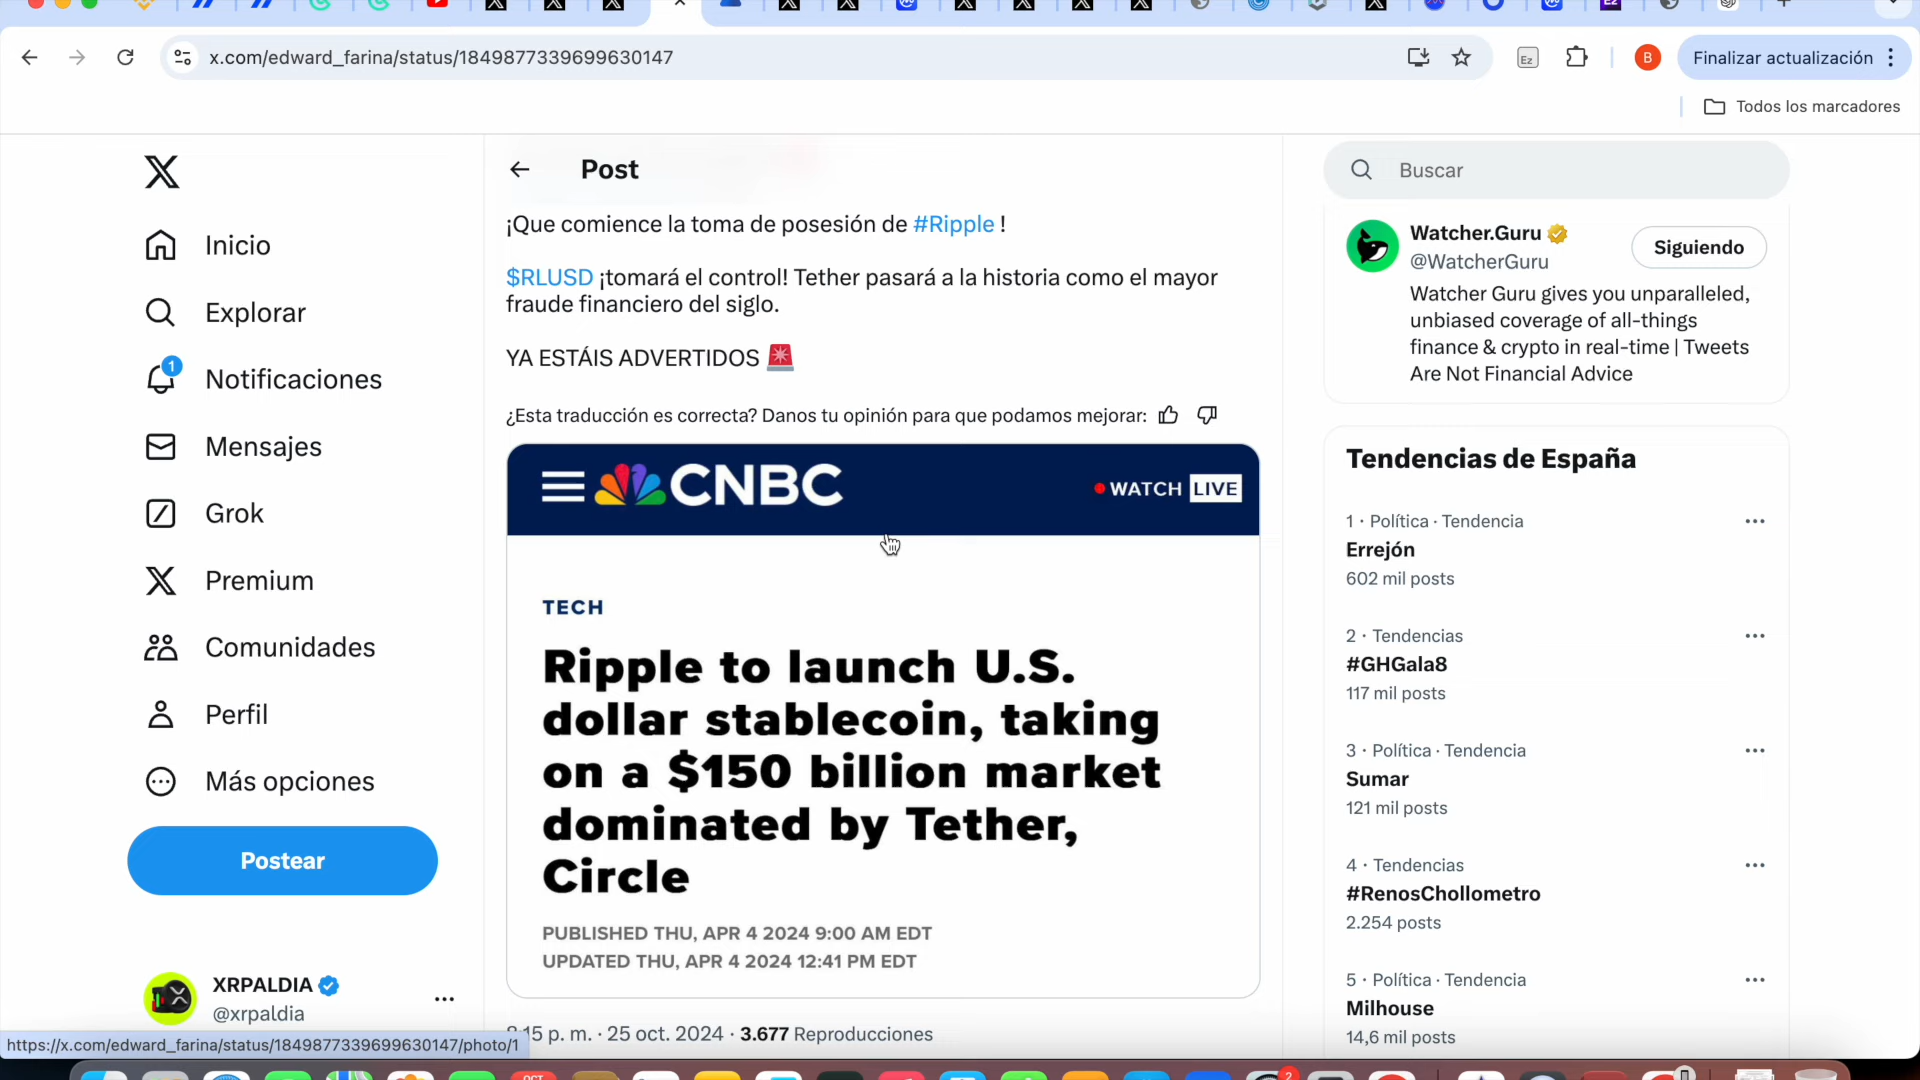 x.com/edward_farina/status/1849877339699630147
Ez
B
Finalizar actualización
Todos los marcadores
Post
Buscar
Inicio
Explorar
1
Notificaciones
Mensajes
Grok
Premium
Comunidades
Perfil
Más opciones
Postear
XRPALDIA
@xrpaldia
¡Que comience la toma de posesión de #Ripple !
$RLUSD ¡tomará el control! Tether pasará a la historia como el mayor
fraude financiero del siglo.
YA ESTÁIS ADVERTIDOS
¿Esta traducción es correcta? Danos tu opinión para que podamos mejorar:
CNBC
WATCH LIVE
TECH
Ripple to launch U.S.
dollar stablecoin, taking
on a $150 billion market
dominated by Tether,
Circle
PUBLISHED THU, APR 4 2024 9:00 AM EDT
UPDATED THU, APR 4 2024 12:41 PM EDT
15 p. m. · 25 oct. 2024 · 3.677 Reproducciones
Watcher.Guru
@WatcherGuru
Siguiendo
Watcher Guru gives you unparalleled,
unbiased coverage of all-things
finance & crypto in real-time | Tweets
Are Not Financial Advice
Tendencias de España
1 · Política · Tendencia
Errejón
602 mil posts
2 · Tendencias
#GHGala8
117 mil posts
3 · Política · Tendencia
Sumar
121 mil posts
4 · Tendencias
#RenosChollometro
2.254 posts
5 · Política · Tendencia
Milhouse
14,6 mil posts
https://x.com/edward_farina/status/1849877339699630147/photo/1
OCT
2